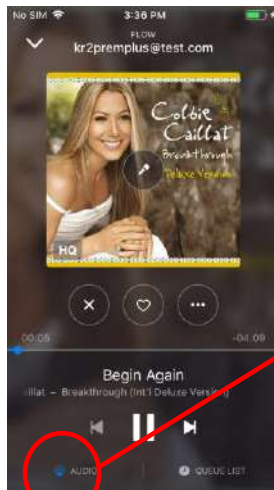 No SIM 3:36 PM
FLOW
kr2premplus@test.com
Colbie
Caillat
Breakthrough
Deluxe Version
HQ
00:05 -04:09
Begin Again
illat – Breakthrough (Int'l Deluxe Version)
AUDIO QUEUE LIST